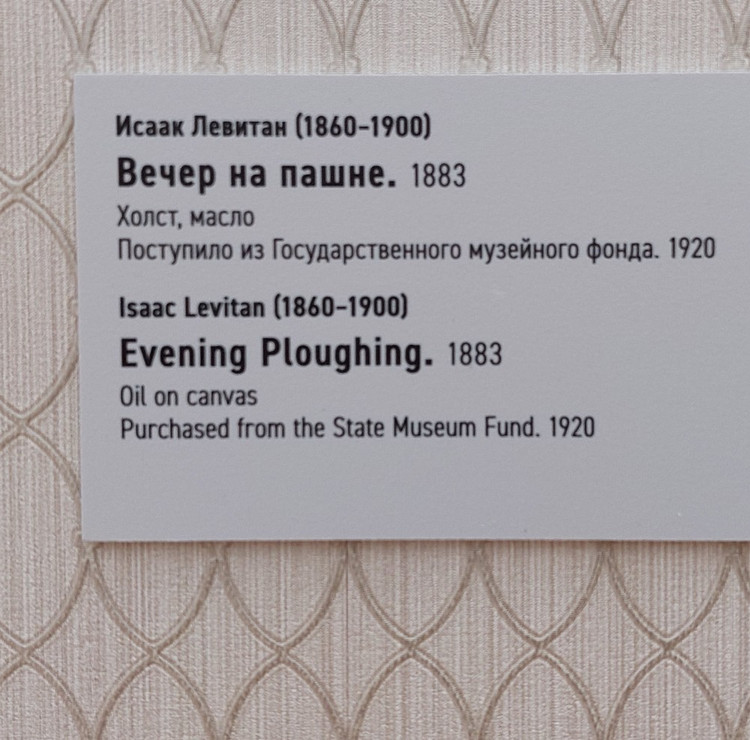 Исаак Левитан (1860–1900)
Вечер на пашне. 1883
Холст, масло
Поступило из Государственного музейного фонда. 1920
Isaac Levitan (1860–1900)
Evening Ploughing. 1883
Oil on canvas
Purchased from the State Museum Fund. 1920